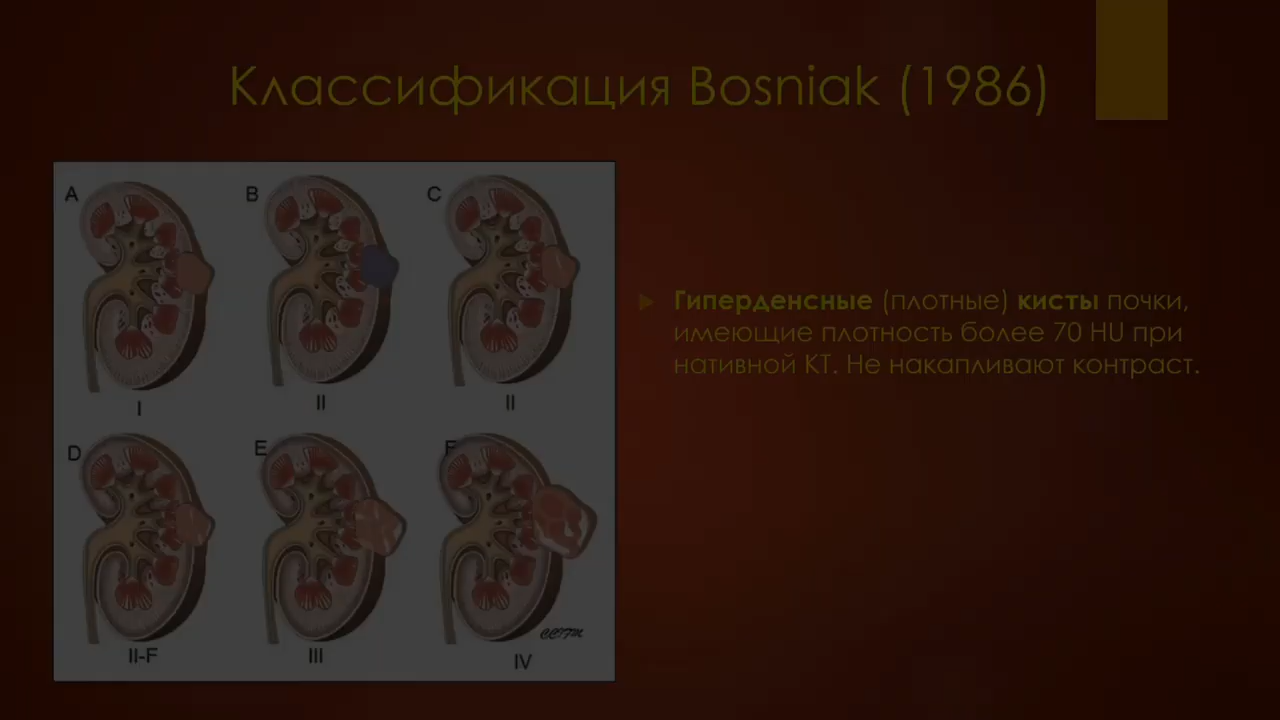 Классификация Bosniak (1986)
A B C
I II II
D E F
II-F III IV
Гиперденсные (плотные) кисты почки,
имеющие плотность более 70 HU при
нативной КТ. Не накапливают контраст.